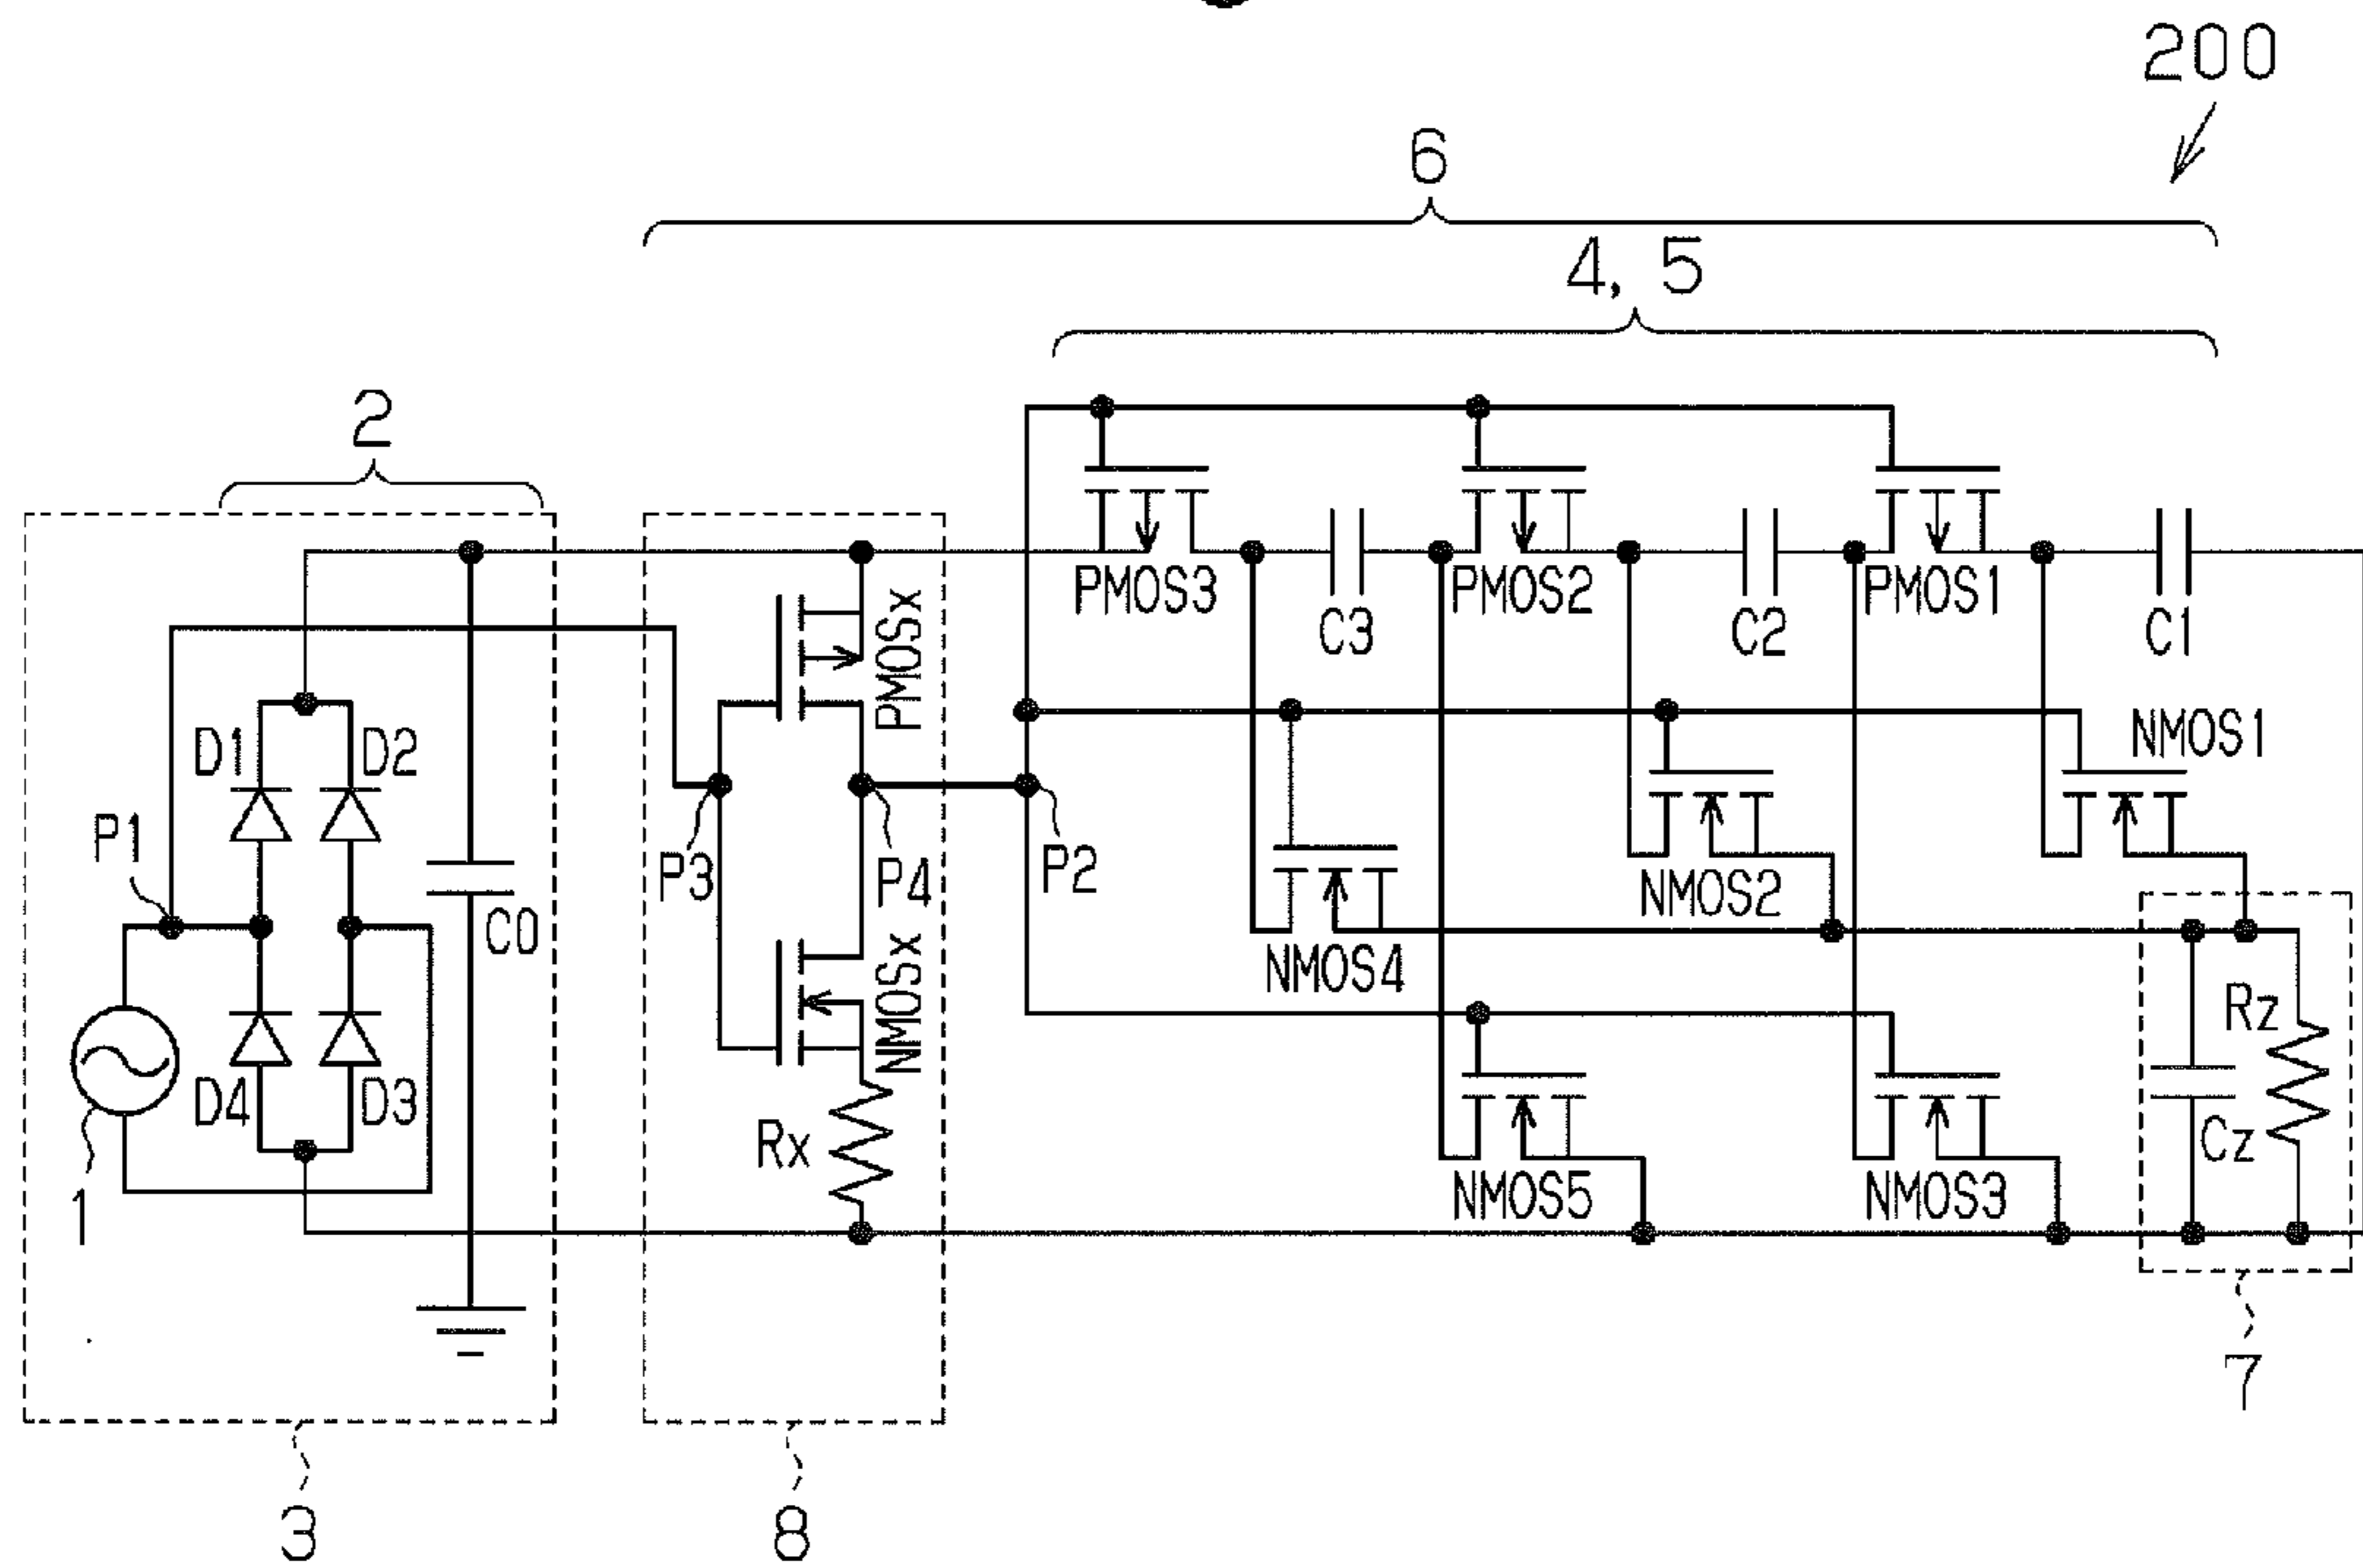 200
6
4, 5
2
PMOS3
PMOS2
PMOS1
C3
C2
C1
PMOSx
D1
D2
NMOS1
P1
P3
P4
P2
C0
NMOS2
NMOS4
NMOSx
Rz
D4
D3
Rx
Cz
1
NMOS5
NMOS3
7
3
8